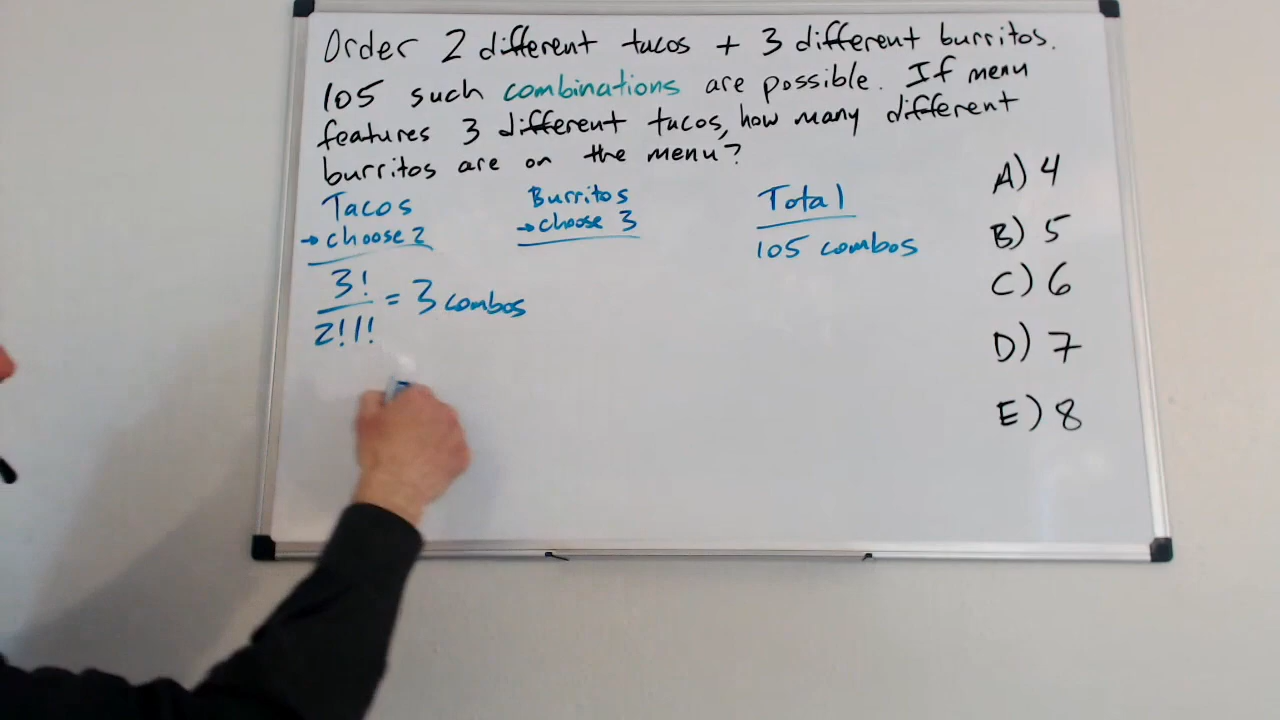 Order 2 different tacos + 3 different burritos.
105 such combinations are possible. If menu
features 3 different tacos, how many different
burritos are on the menu?
Tacos
→ choose 2
3!
2!1!
= 3 combos
Burritos
→ choose 3
Total
105 combos
A) 4
B) 5
C) 6
D) 7
E) 8